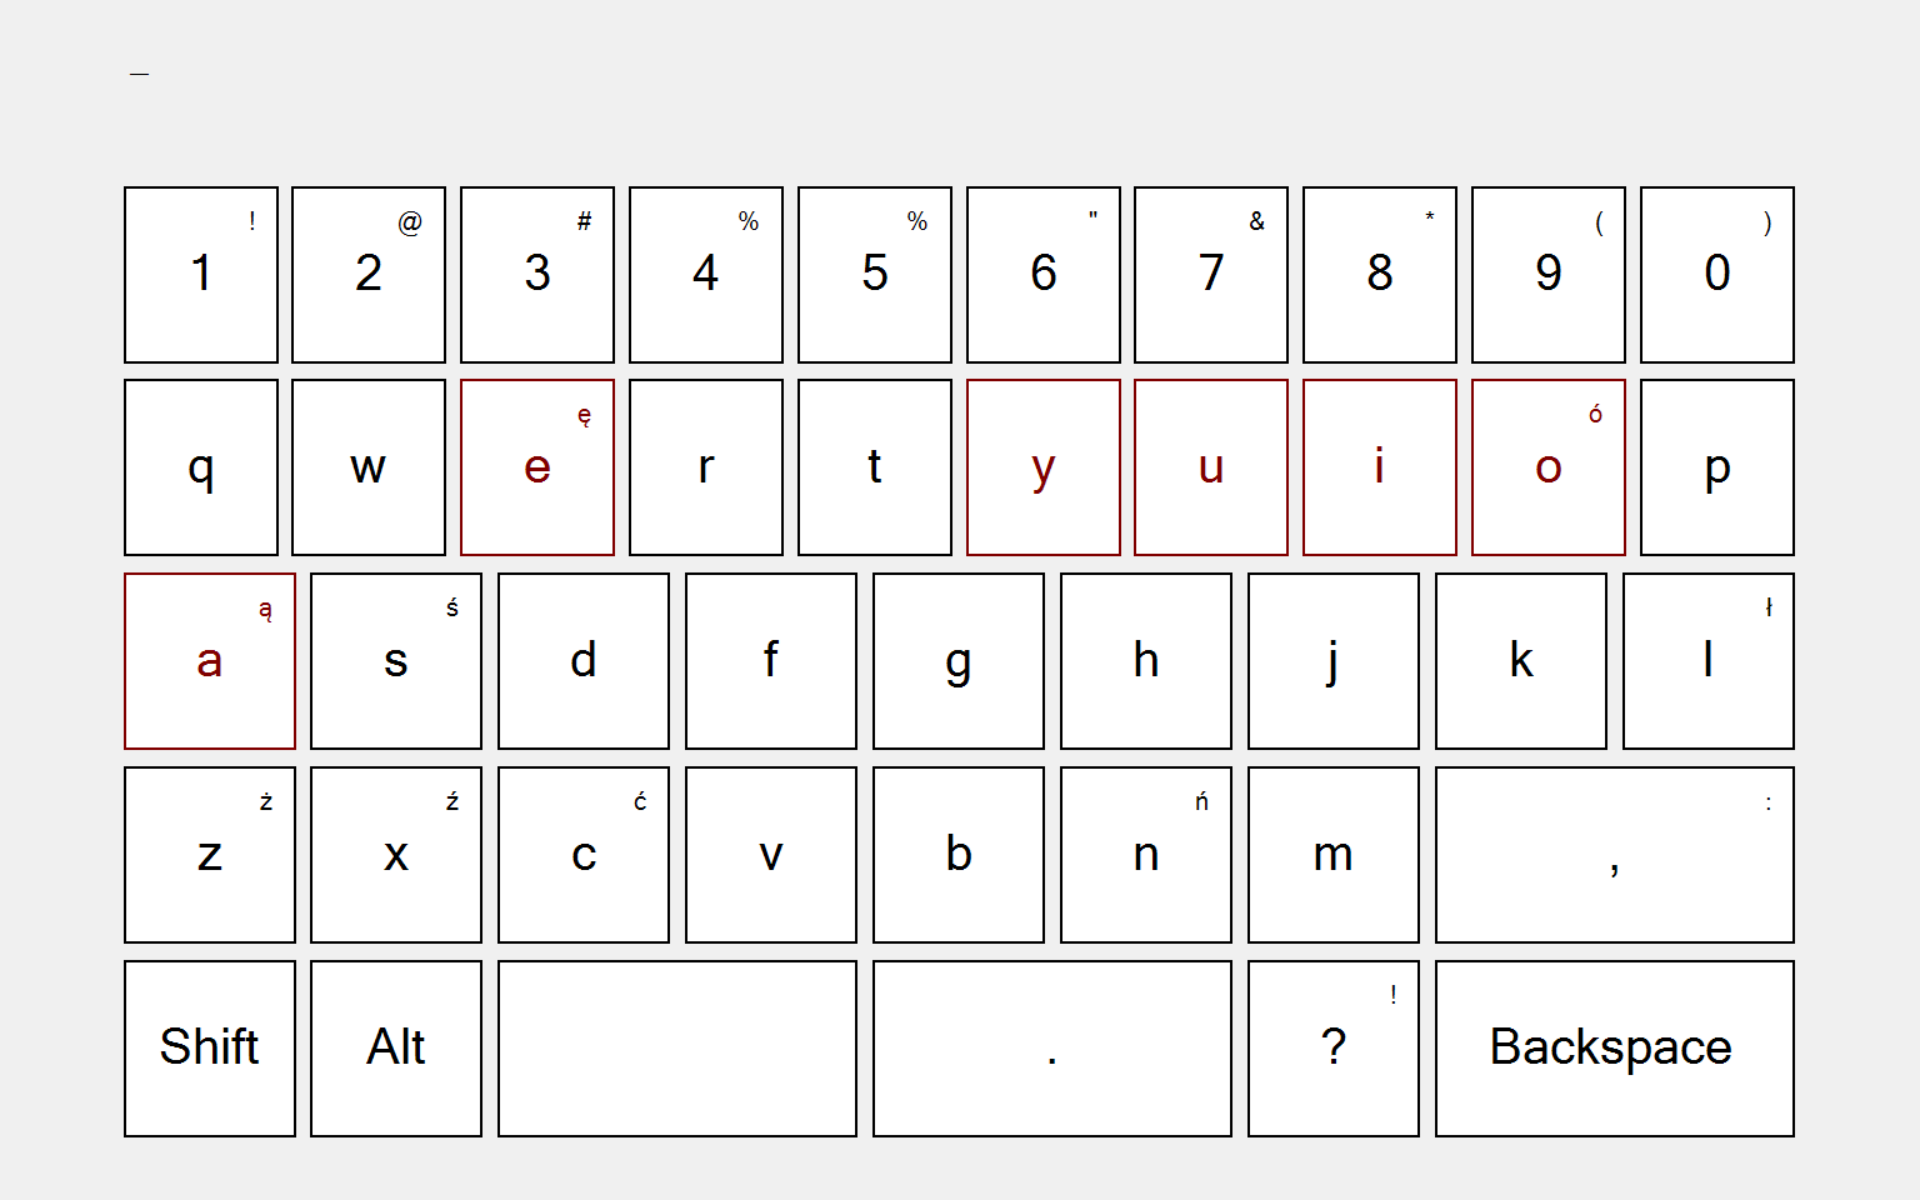 _
! @ # % % " & * ( )
1 2 3 4 5 6 7 8 9 0
ę ó
q w e r t y u i o p
ą ś ł
a s d f g h j k l
ż ź ć ń :
z x c v b n m ,
!
Shift Alt . ? Backspace